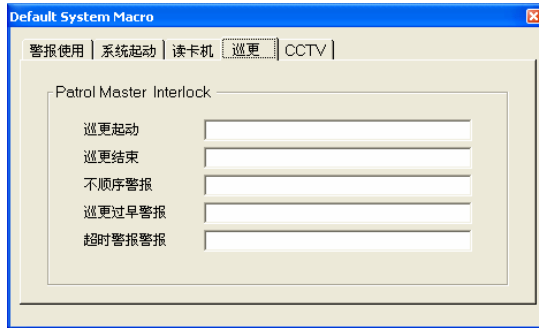 Default System Macro
警报使用 系统起动 读卡机 巡更 CCTV
Patrol Master Interlock
巡更起动
巡更结束
不顺序警报
巡更过早警报
超时警报警报